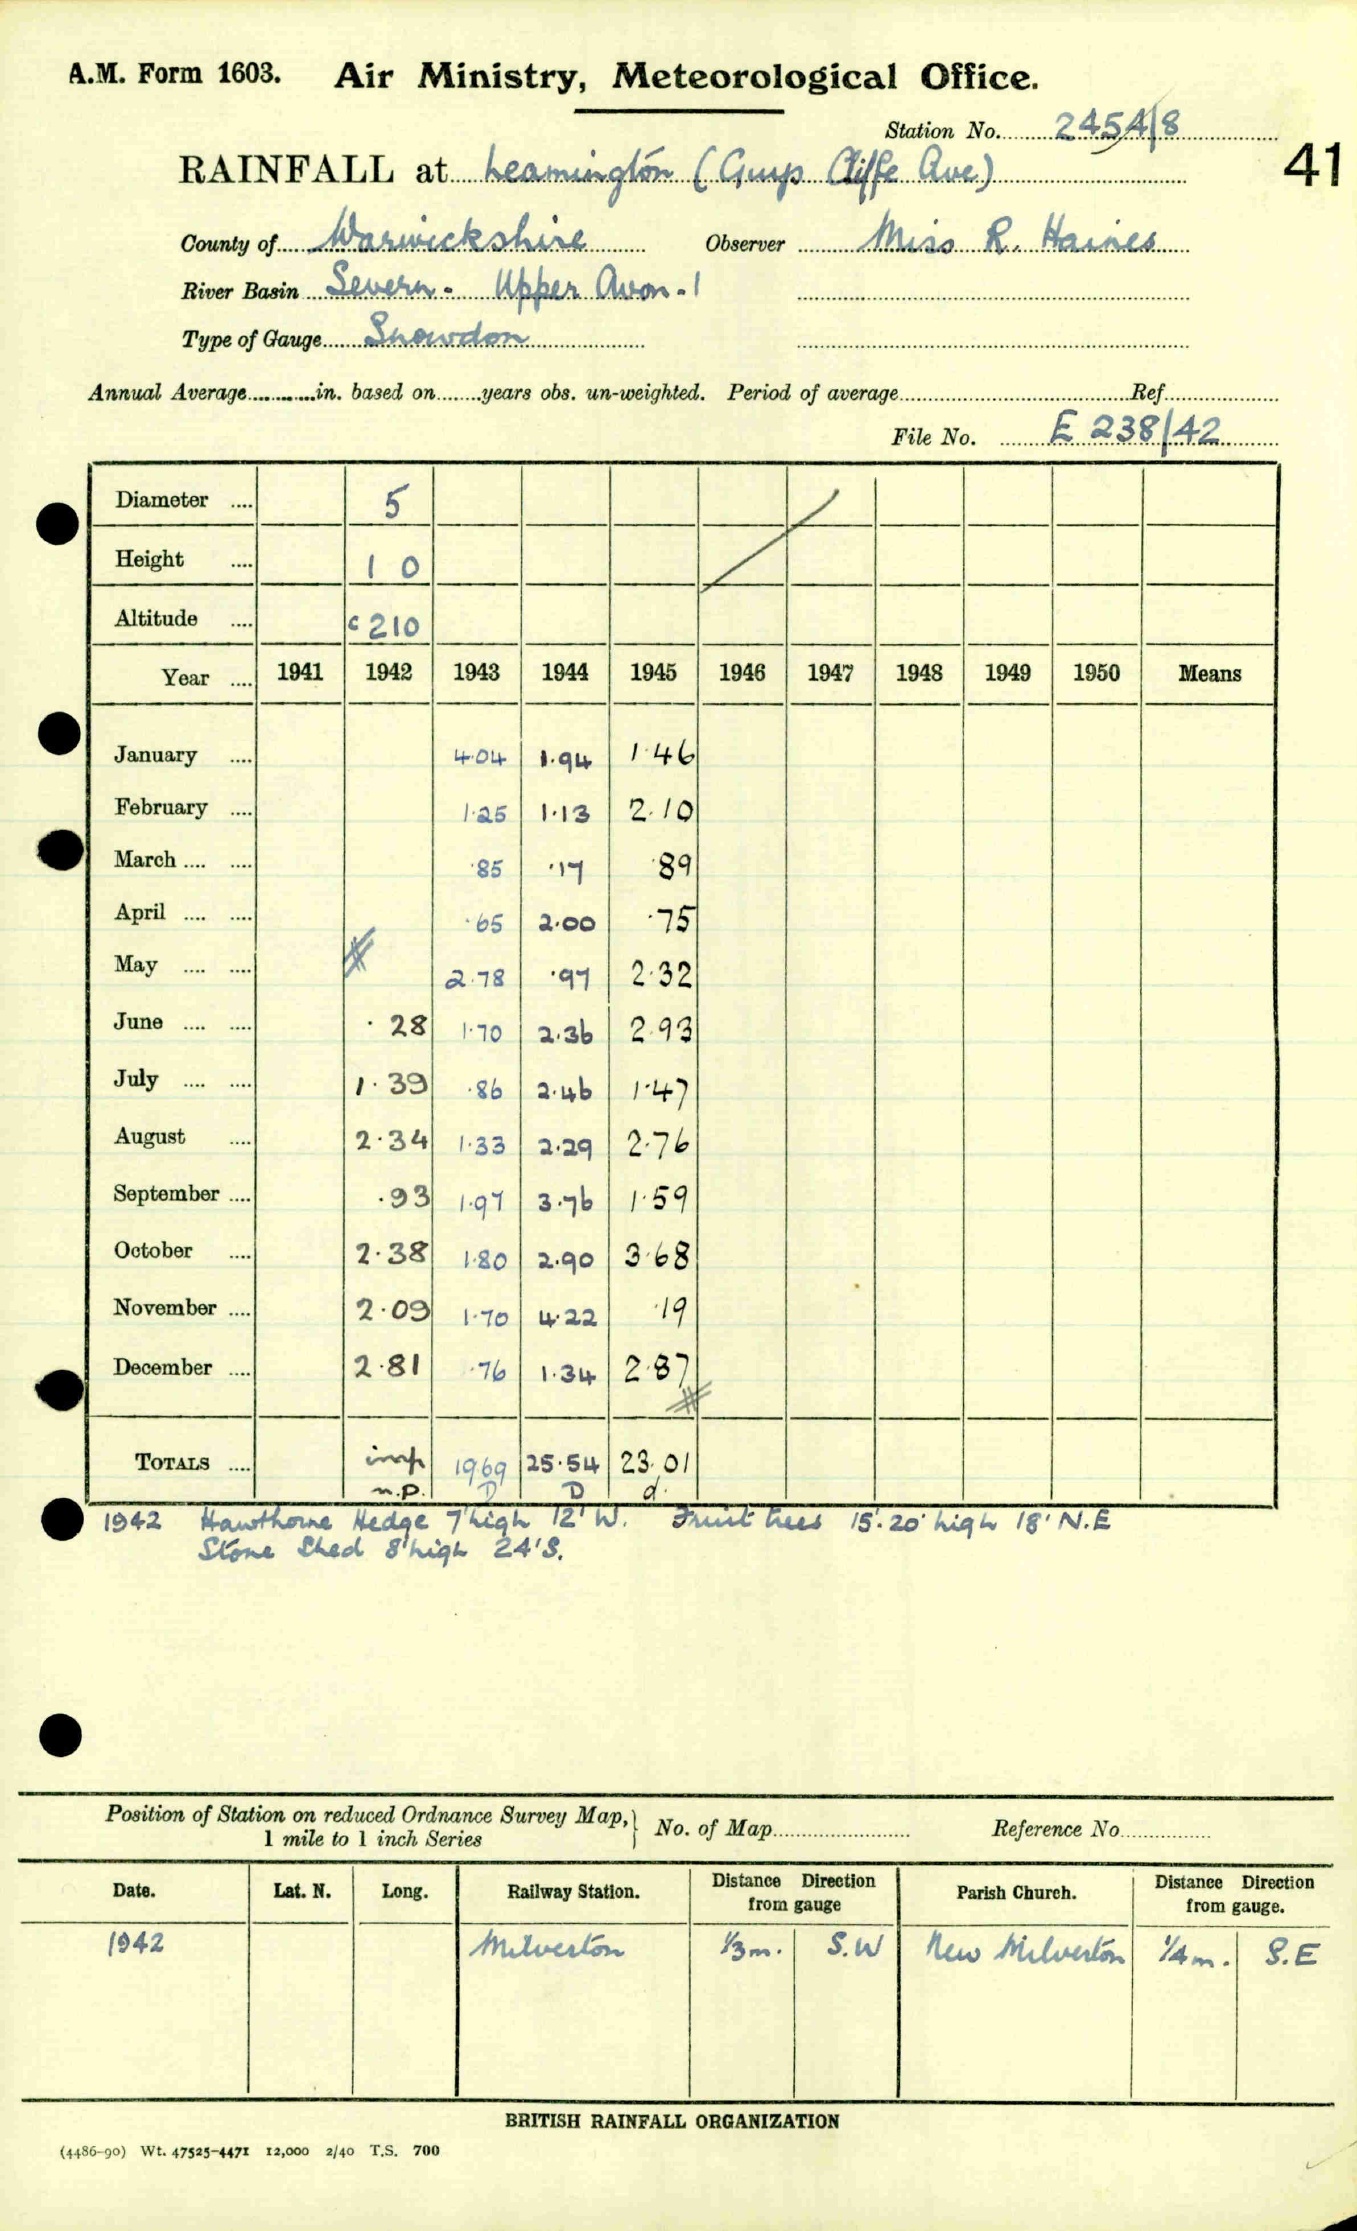 A.M. Form 1603. Air Ministry, Meteorological Office.
Station No. 2454/8
41
RAINFALL at Leamington (Guys Cliffe Ave)
County of Warwickshire Observer Miss R. Haines
River Basin Severn - Upper Avon - 1
Type of Gauge Snowdon
Annual Average............in. based on........years obs. un-weighted. Period of average............Ref............
File No. E 238/42
Diameter .... 5
Height .... 1 0
Altitude .... c 210
Year .... 1941 1942 1943 1944 1945 1946 1947 1948 1949 1950 Means
January .... 4.04 1.94 1.46
February .... 1.25 1.13 2.10
March .... .... .85 .17 .89
April .... .... .65 2.00 .75
May .... .... 2.78 .97 2.32
June .... .... .28 1.70 2.36 2.93
July .... .... 1.39 .86 2.46 1.47
August .... 2.34 1.33 2.29 2.76
September .... .93 1.97 3.76 1.59
October .... 2.38 1.80 2.90 3.68
November .... 2.09 1.70 4.22 .19
December .... 2.81 .76 1.34 2.87
TOTALS .... imp 19.69 25.54 23.01
n.p. D D d.
1942 Hawthorne Hedge 7' high 12' W. Fruit trees 15'.20' high 18' N.E
Stone Shed 8' high 24' S.
Position of Station on reduced Ordnance Survey Map, } No. of Map............ Reference No............
1 mile to 1 inch Series
Date. Lat. N. Long. Railway Station. Distance Direction from gauge Parish Church. Distance Direction from gauge.
1942 Milverton 1/3 m. S.W New Milverton 1/4 m. S.E
BRITISH RAINFALL ORGANIZATION
(4486-90) Wt. 47525-4471 12,000 2/40 T.S. 700